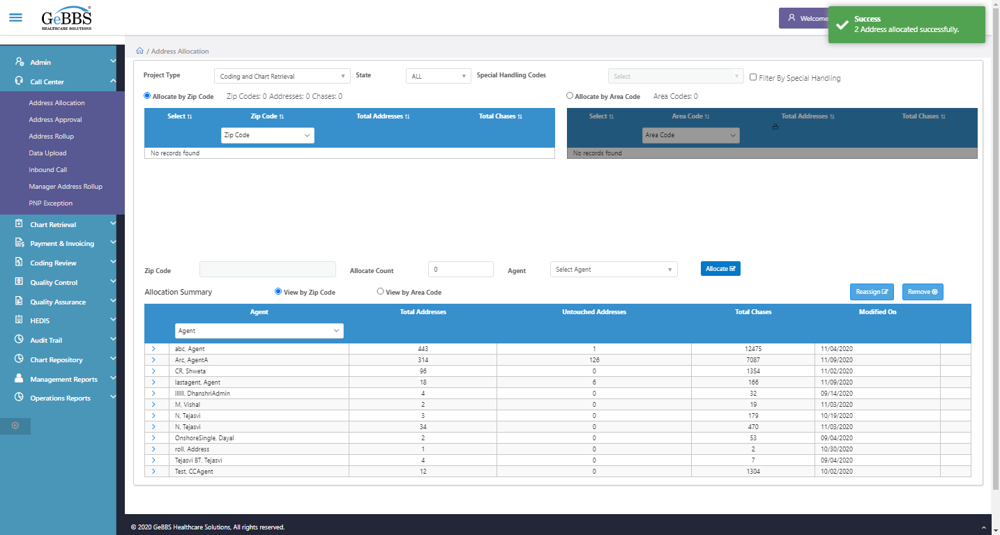 GeBBS
HEALTHCARE SOLUTIONS
Welcome
Success
2 Address allocated successfully.
Admin
Call Center
Address Allocation
Address Approval
Address Rollup
Data Upload
Inbound Call
Manager Address Rollup
PNP Exception
Chart Retrieval
Payment & Invoicing
Coding Review
Quality Control
Quality Assurance
HEDIS
Audit Trail
Chart Repository
Management Reports
Operations Reports
/ Address Allocation
Project Type Coding and Chart Retrieval State ALL Special Handling Codes Select Filter By Special Handling
Allocate by Zip Code Zip Codes: 0 Addresses: 0 Chases: 0
Select Zip Code Total Addresses Total Chases
Zip Code
No records found
Allocate by Area Code Area Codes: 0
Select Area Code Total Addresses Total Chases
Area Code
No records found
Zip Code Allocate Count 0 Agent Select Agent Allocate
Allocation Summary View by Zip Code View by Area Code Reassign Remove
Agent Total Addresses Untouched Addresses Total Chases Modified On
Agent
abc, Agent 443 1 12475 11/04/2020
Arc, AgentA 314 126 7087 11/09/2020
CR, Shweta 96 0 1354 11/02/2020
lastagent, Agent 18 6 166 11/09/2020
DhanshriAdmin 4 0 32 09/14/2020
M, Vishal 2 0 19 11/03/2020
N, Tejasvi 3 0 179 10/19/2020
N, Tejasvi 34 0 470 11/03/2020
OnshoreSingle, Dayal 2 0 53 09/04/2020
roll, Address 1 0 2 10/30/2020
Tejasvi BT, Tejasvi 4 0 7 09/04/2020
Test, CCAgent 12 0 1304 10/02/2020
© 2020 GeBBS Healthcare Solutions, All rights reserved.